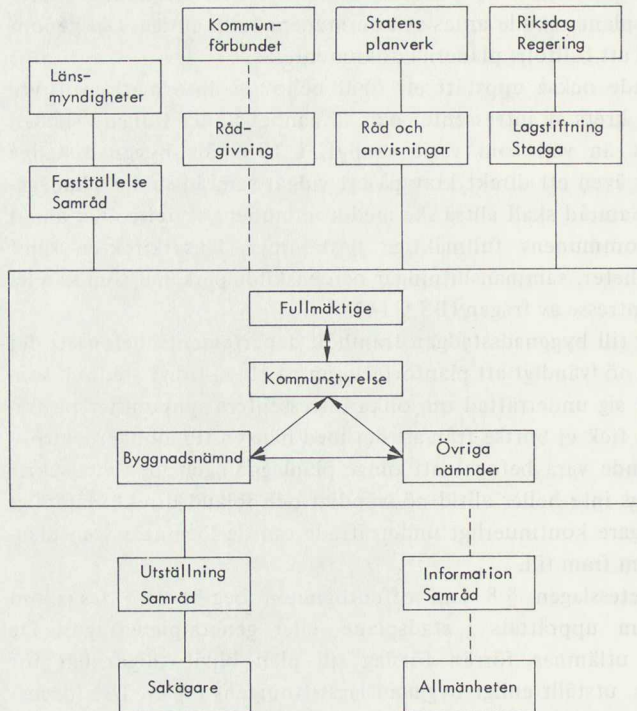 Kommun-
förbundet
Statens
planverk
Riksdag
Regering
Läns-
myndigheter
Råd-
givning
Råd och
anvisningar
Lagstiftning
Stadga
Fastställelse
Samråd
Fullmäktige
Kommunstyrelse
Byggnadsnämnd
Övriga
nämnder
Utställning
Samråd
Information
Samråd
Sakägare
Allmänheten